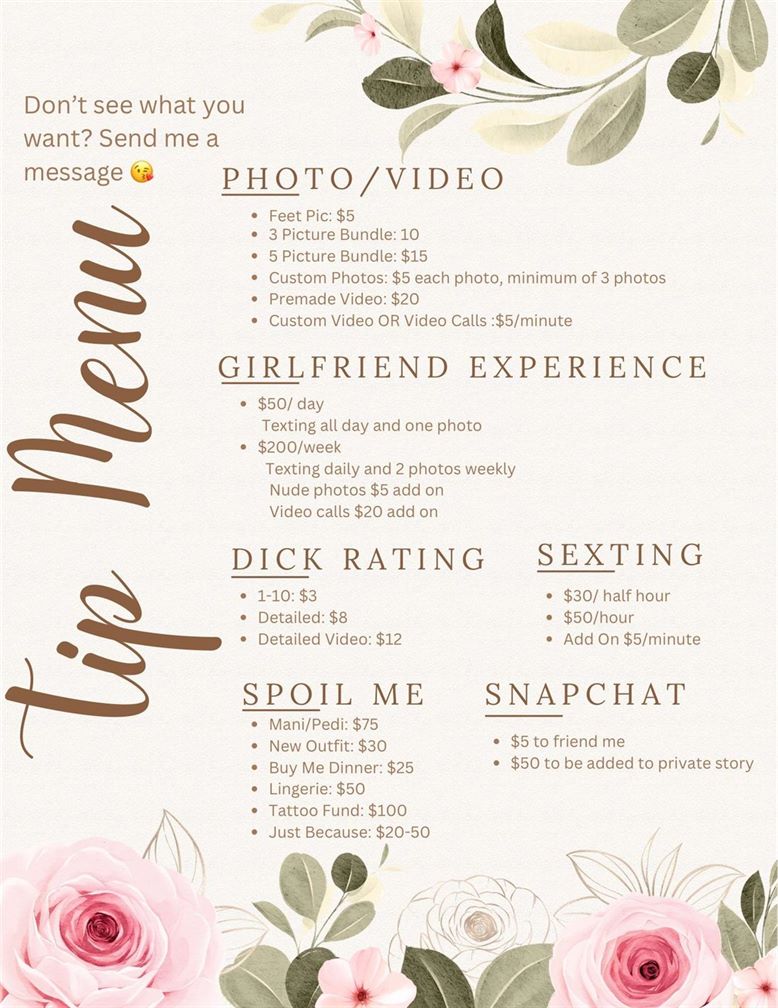 Don't see what you
want? Send me a
message 😘
Tip Menu
PHOTO/VIDEO
• Feet Pic: $5
• 3 Picture Bundle: 10
• 5 Picture Bundle: $15
• Custom Photos: $5 each photo, minimum of 3 photos
• Premade Video: $20
• Custom Video OR Video Calls :$5/minute
GIRLFRIEND EXPERIENCE
• $50/ day
Texting all day and one photo
• $200/week
Texting daily and 2 photos weekly
Nude photos $5 add on
Video calls $20 add on
DICK RATING
• 1-10: $3
• Detailed: $8
• Detailed Video: $12
SEXTING
• $30/ half hour
• $50/hour
• Add On $5/minute
SPOIL ME
• Mani/Pedi: $75
• New Outfit: $30
• Buy Me Dinner: $25
• Lingerie: $50
• Tattoo Fund: $100
• Just Because: $20-50
SNAPCHAT
• $5 to friend me
• $50 to be added to private story